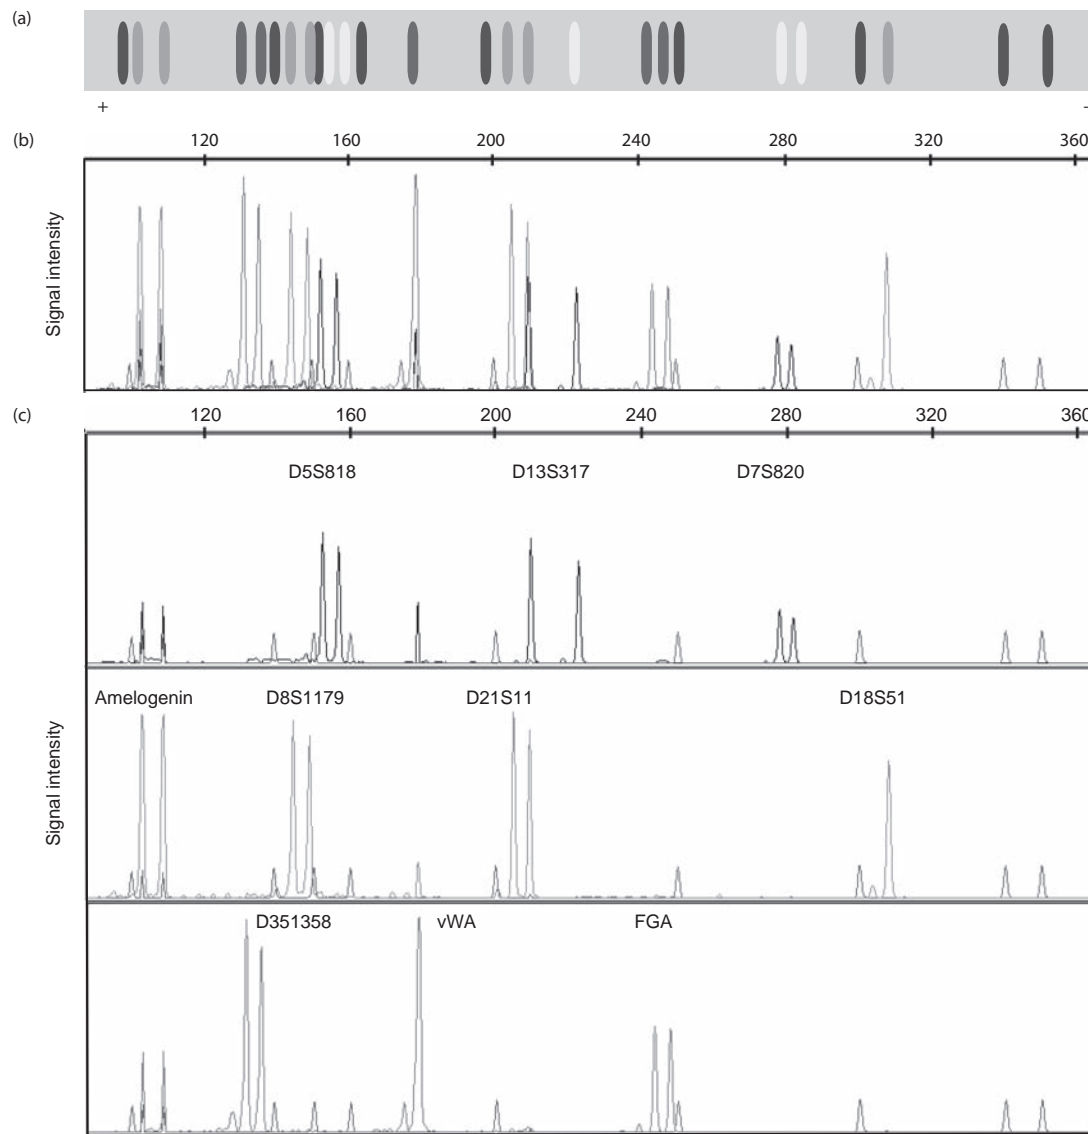 (a)
+ −
(b)
120 160 200 240 280 320 360
Signal intensity
(c)
120 160 200 240 280 320 360
D5S818 D13S317 D7S820
Amelogenin D8S1179 D21S11 D18S51
Signal intensity
D351358 vWA FGA